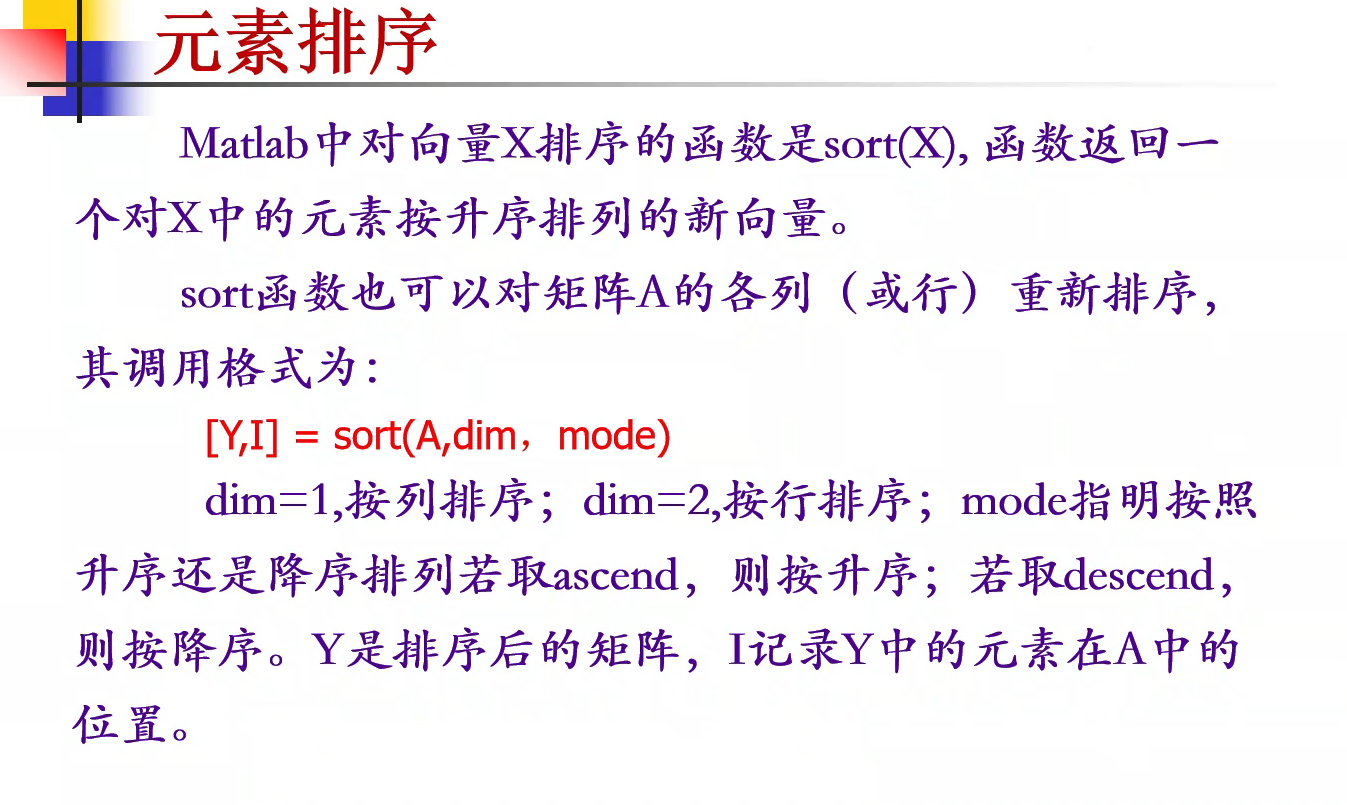 元素排序
Matlab中对向量X排序的函数是sort(X), 函数返回一
个对X中的元素按升序排列的新向量。
sort函数也可以对矩阵A的各列（或行）重新排序，
其调用格式为：
[Y,I] = sort(A,dim，mode)
dim=1,按列排序；dim=2,按行排序；mode指明按照
升序还是降序排列若取ascend，则按升序；若取descend，
则按降序。Y是排序后的矩阵，I记录Y中的元素在A中的
位置。